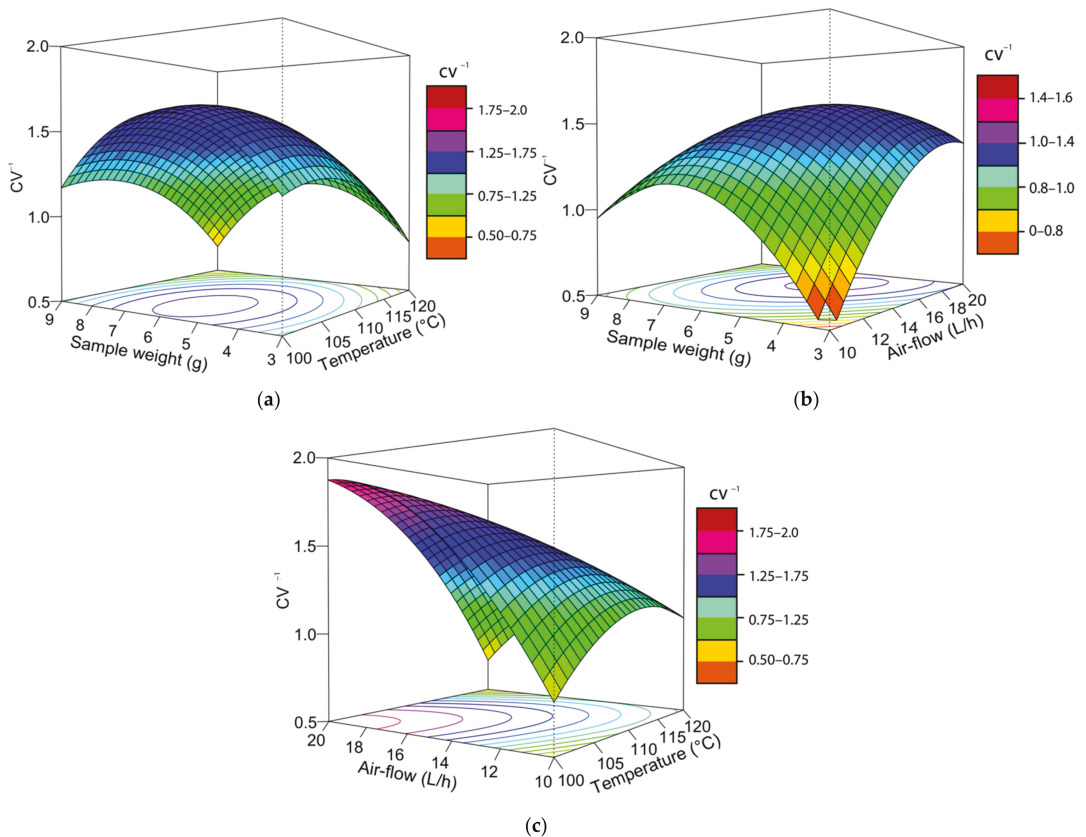 2.0
1.5
1.0
0.5
CV⁻¹
9 8 7 6 5 4 3
Sample weight (g)
100 105 110 115 120
Temperature (°C)
CV⁻¹
1.75–2.0
1.25–1.75
0.75–1.25
0.50–0.75
(a)
2.0
1.5
1.0
0.5
CV⁻¹
9 8 7 6 5 4 3
Sample weight (g)
10 12 14 16 18 20
Air-flow (L/h)
CV⁻¹
1.4–1.6
1.0–1.4
0.8–1.0
0–0.8
(b)
2.0
1.5
1.0
0.5
CV⁻¹
20 18 16 14 12 10
Air-flow (L/h)
100 105 110 115 120
Temperature (°C)
CV⁻¹
1.75–2.0
1.25–1.75
0.75–1.25
0.50–0.75
(c)